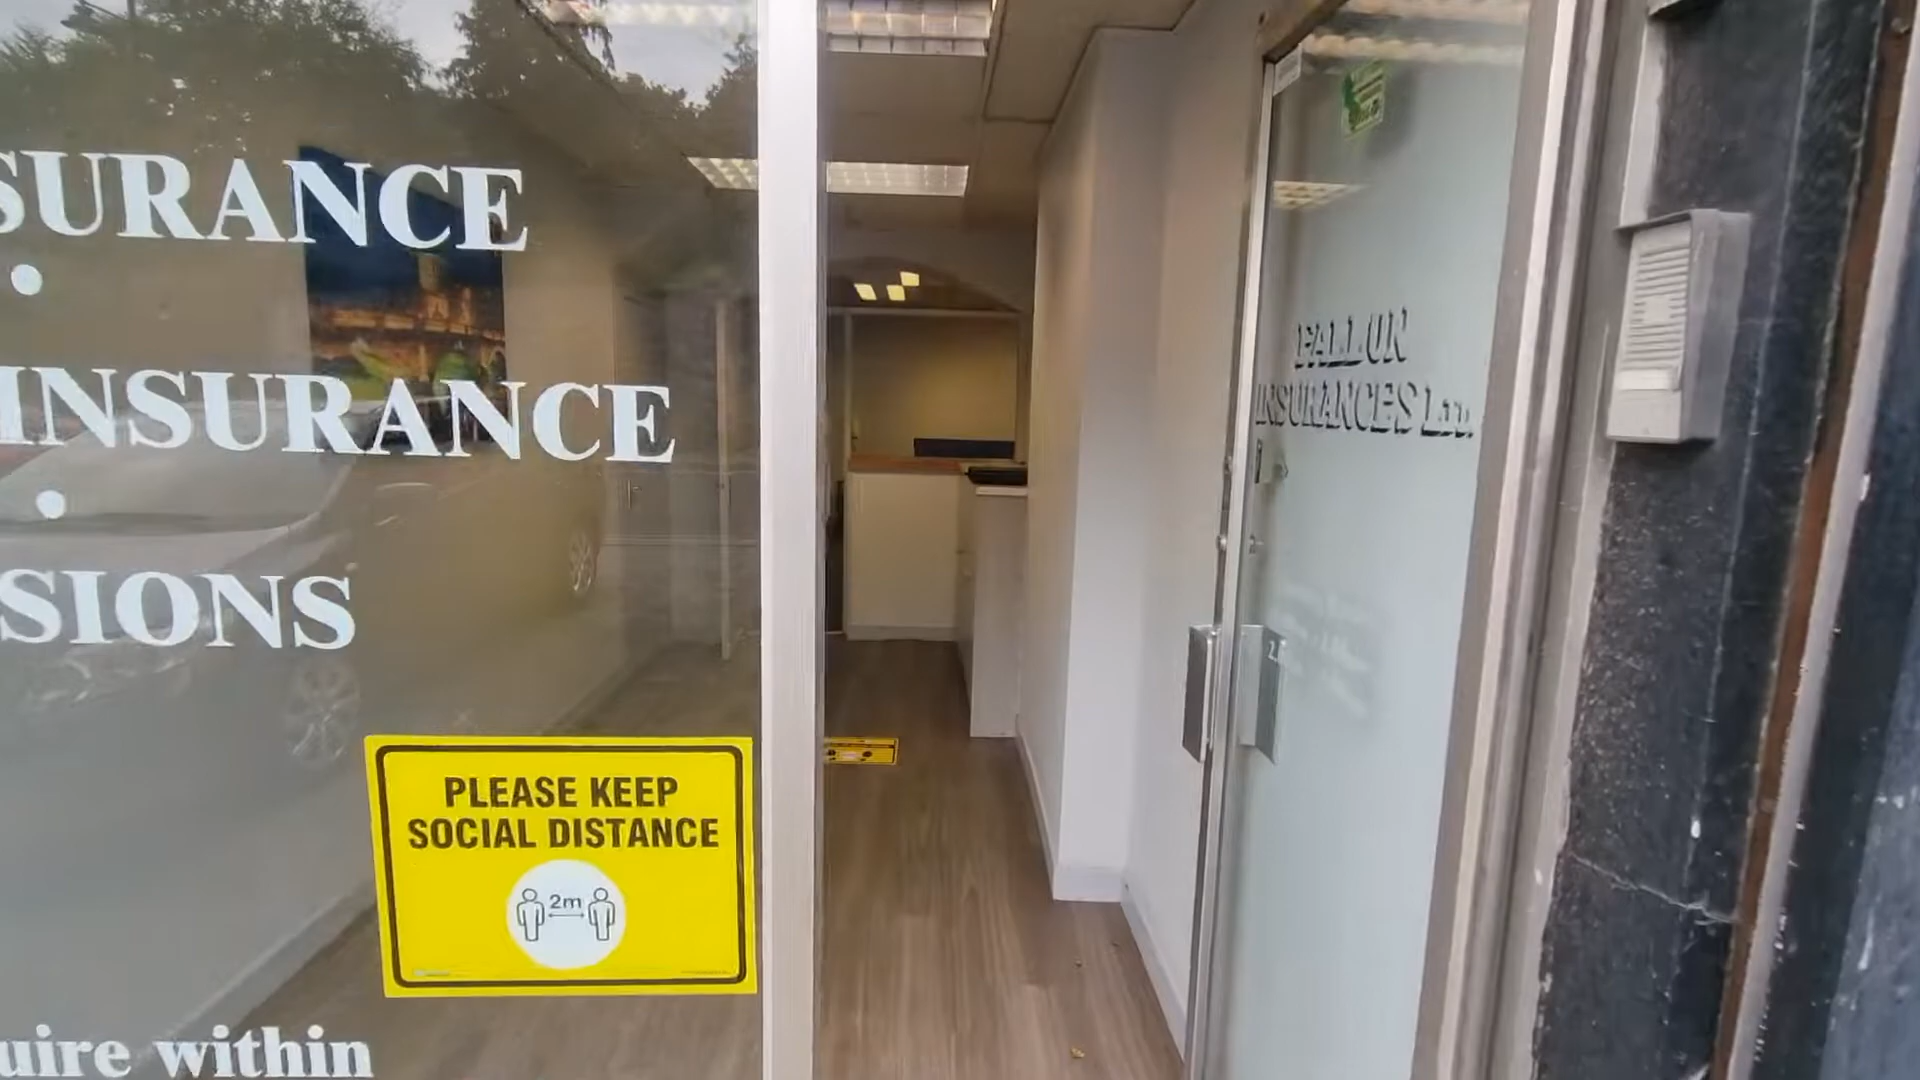 SURANCE
•
INSURANCE
•
SIONS
PLEASE KEEP
SOCIAL DISTANCE
2m
uire within
INSURANCES LTD.